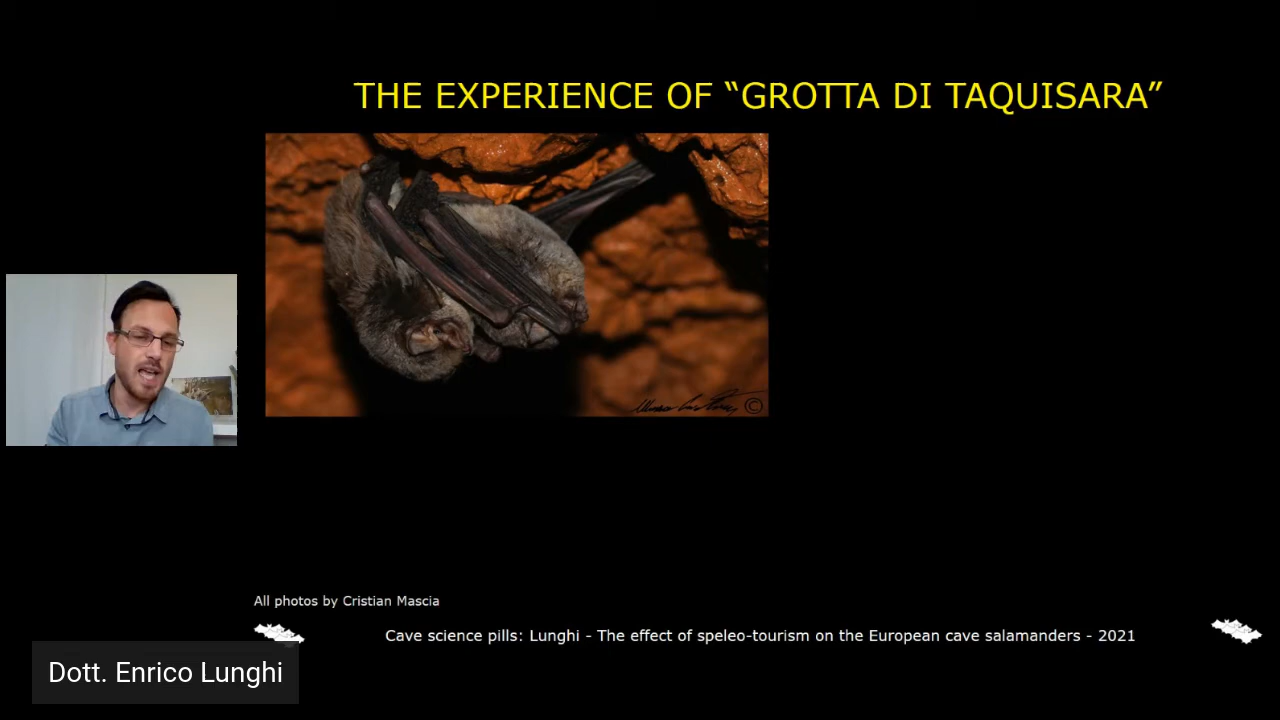 THE EXPERIENCE OF “GROTTA DI TAQUISARA”
©
All photos by Cristian Mascia
Cave science pills: Lunghi - The effect of speleo-tourism on the European cave salamanders - 2021
Dott. Enrico Lunghi